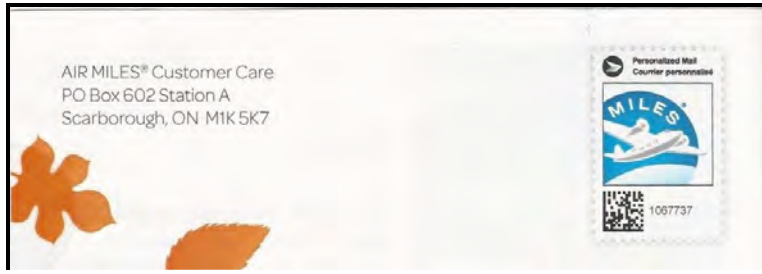 AIR MILES® Customer Care
PO Box 602 Station A
Scarborough, ON M1K 5K7
Personalized Mail
Courrier personnalisé
MILES
1067737